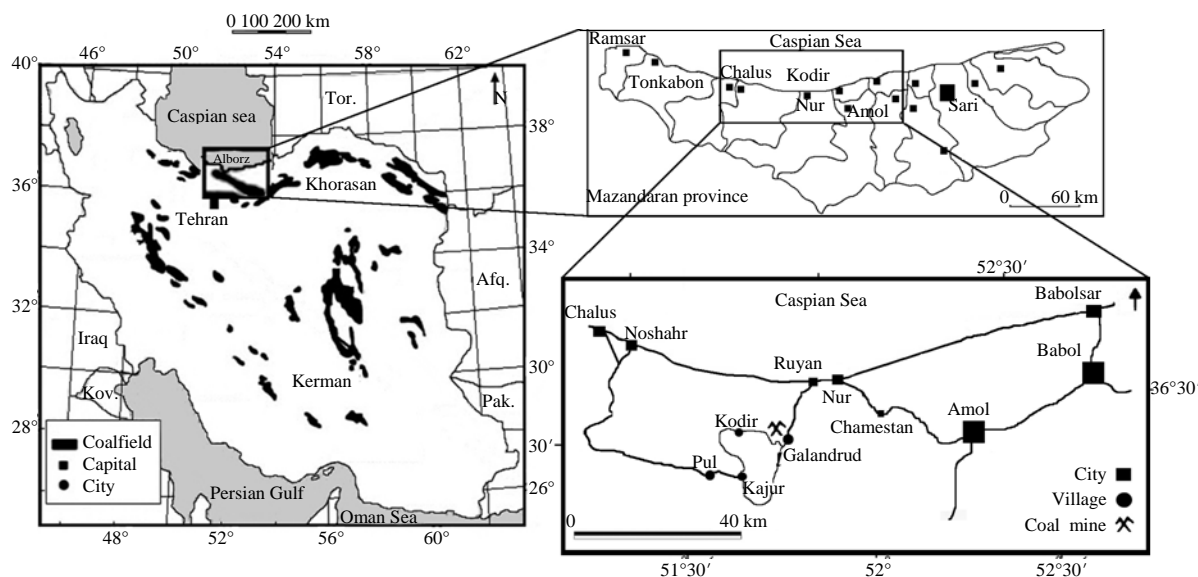 0 100 200 km
46° 50° 54° 58° 62°
40°
N
Tor.
Caspian sea
38°
Alborz
Khorasan
36°
Tehran
34°
Afq.
32°
Iraq
30°
Kerman
Kov.
Pak.
28°
Coalfield
30′
Capital
City
Persian Gulf
26°
Oman Sea
48° 52° 56° 60°
Ramsar
Caspian Sea
Tonkabon
Chalus
Kodir
Nur
Amol
Sari
Mazandaran province
0 60 km
52°30′
Caspian Sea
Babolsar
Chalus
Noshahr
Babol
Ruyan
Nur
36°30′
Amol
Kodir
Chamestan
Galandrud
Pul
Kajur
City
Village
Coal mine
0 40 km
51°30′ 52° 52°30′